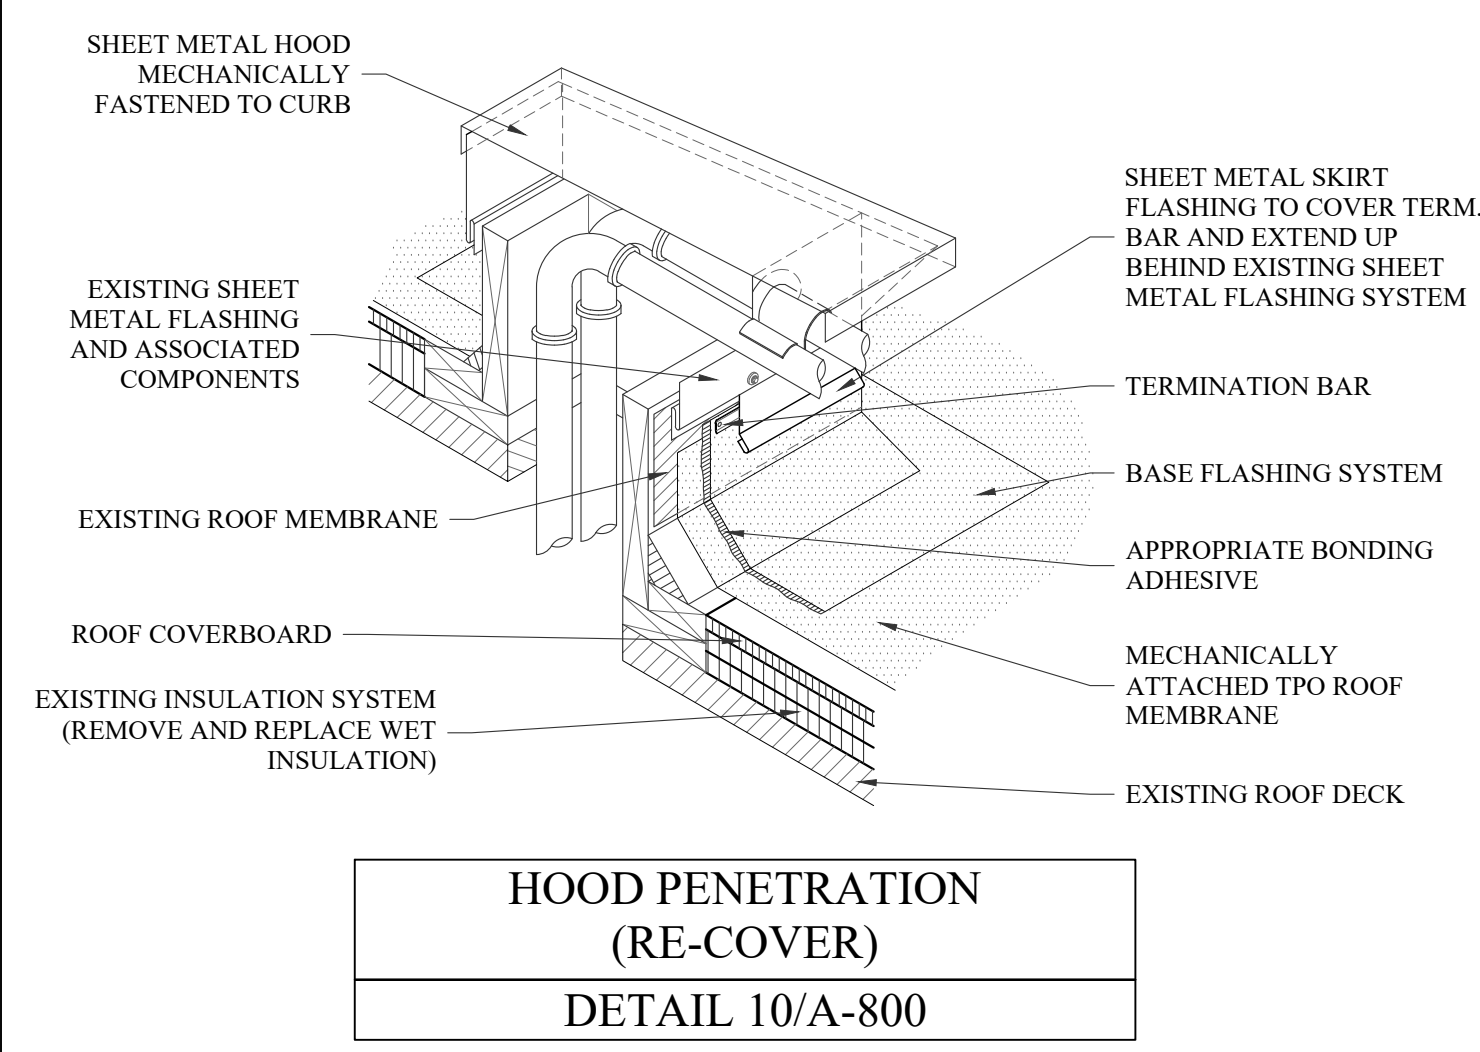 SHEET METAL HOOD
MECHANICALLY
FASTENED TO CURB
EXISTING SHEET
METAL FLASHING
AND ASSOCIATED
COMPONENTS
EXISTING ROOF MEMBRANE
ROOF COVERBOARD
EXISTING INSULATION SYSTEM
(REMOVE AND REPLACE WET
INSULATION)
SHEET METAL SKIRT
FLASHING TO COVER TERM.
BAR AND EXTEND UP
BEHIND EXISTING SHEET
METAL FLASHING SYSTEM
TERMINATION BAR
BASE FLASHING SYSTEM
APPROPRIATE BONDING
ADHESIVE
MECHANICALLY
ATTACHED TPO ROOF
MEMBRANE
EXISTING ROOF DECK
HOOD PENETRATION
(RE-COVER)
DETAIL 10/A-800